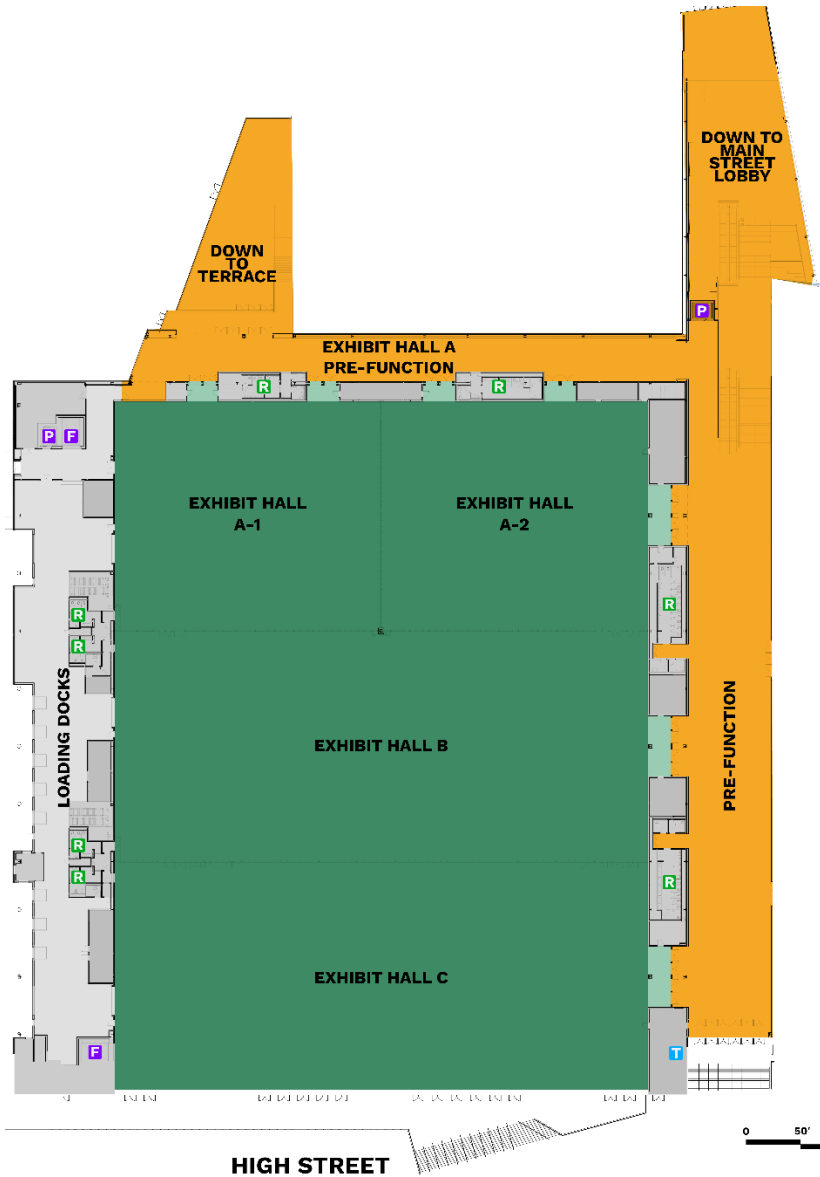 DOWN TO
MAIN
STREET
LOBBY
DOWN
TO
TERRACE
P
EXHIBIT HALL A
PRE-FUNCTION
R
R
P
F
EXHIBIT HALL
A-1
EXHIBIT HALL
A-2
R
R
R
LOADING DOCKS
EXHIBIT HALL B
PRE-FUNCTION
R
R
R
EXHIBIT HALL C
F
T
0
50'
HIGH STREET